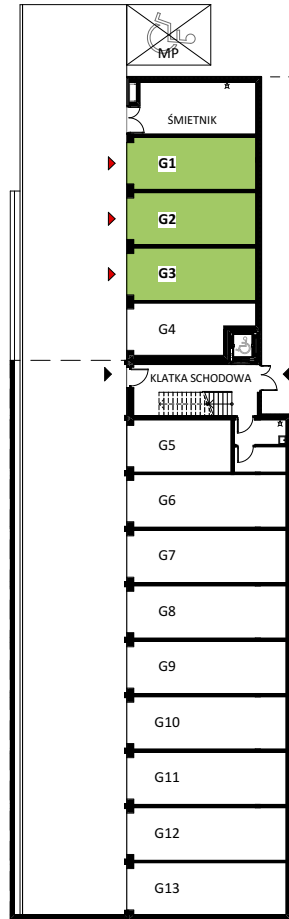 MP
ŚMIETNIK
G1
G2
G3
G4
KLATKA SCHODOWA
G5
G6
G7
G8
G9
G10
G11
G12
G13